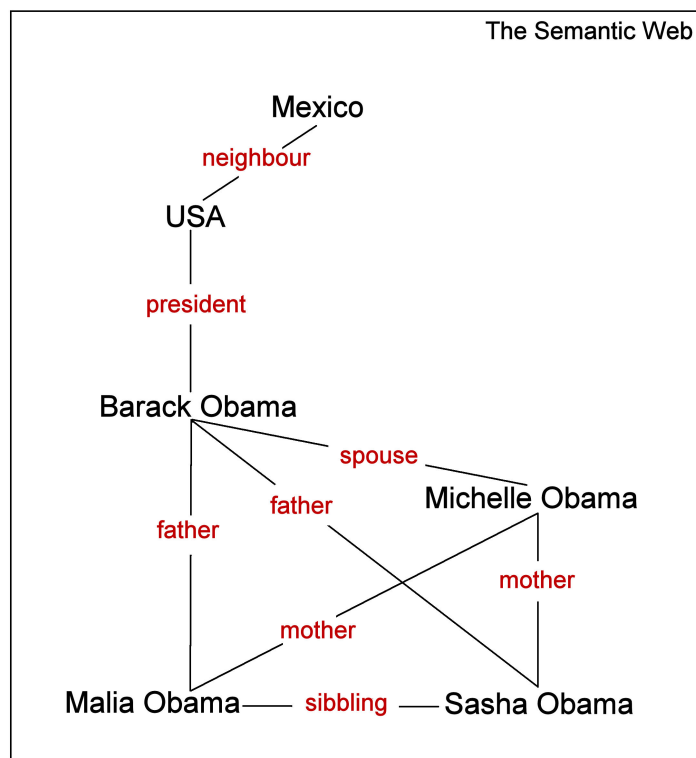 The Semantic Web
Mexico
neighbour
USA
president
Barack Obama
spouse
Michelle Obama
father
father
mother
mother
Malia Obama
sibbling
Sasha Obama